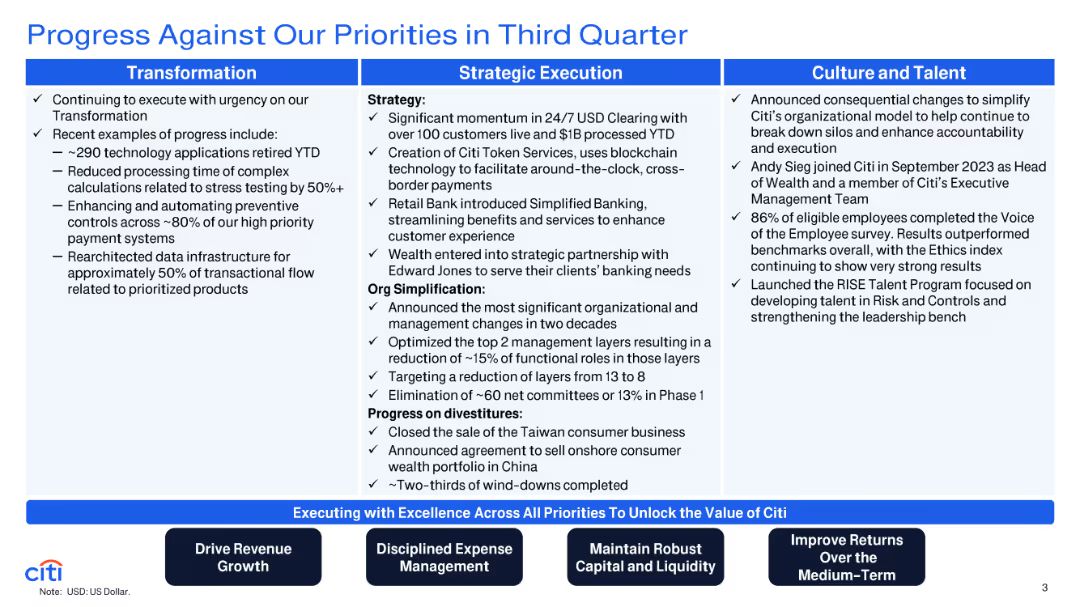 Progress Against Our Priorities in Third Quarter
Transformation
✓ Continuing to execute with urgency on our
Transformation
✓ Recent examples of progress include:
– ~290 technology applications retired YTD
– Reduced processing time of complex
calculations related to stress testing by 50%+
– Enhancing and automating preventive
controls across ~80% of our high priority
payment systems
– Rearchitected data infrastructure for
approximately 50% of transactional flow
related to prioritized products
Strategic Execution
Strategy:
✓ Significant momentum in 24/7 USD Clearing with
over 100 customers live and $1B processed YTD
✓ Creation of Citi Token Services, uses blockchain
technology to facilitate around-the-clock, cross-
border payments
✓ Retail Bank introduced Simplified Banking,
streamlining benefits and services to enhance
customer experience
✓ Wealth entered into strategic partnership with
Edward Jones to serve their clients' banking needs
Org Simplification:
✓ Announced the most significant organizational and
management changes in two decades
✓ Optimized the top 2 management layers resulting in a
reduction of ~15% of functional roles in those layers
✓ Targeting a reduction of layers from 13 to 8
✓ Elimination of ~60 net committees or 13% in Phase 1
Progress on divestitures:
✓ Closed the sale of the Taiwan consumer business
✓ Announced agreement to sell onshore consumer
wealth portfolio in China
✓ ~Two-thirds of wind-downs completed
Culture and Talent
✓ Announced consequential changes to simplify
Citi's organizational model to help continue to
break down silos and enhance accountability
and execution
✓ Andy Sieg joined Citi in September 2023 as Head
of Wealth and a member of Citi's Executive
Management Team
✓ 86% of eligible employees completed the Voice
of the Employee survey. Results outperformed
benchmarks overall, with the Ethics index
continuing to show very strong results
✓ Launched the RISE Talent Program focused on
developing talent in Risk and Controls and
strengthening the leadership bench
Executing with Excellence Across All Priorities To Unlock the Value of Citi
Drive Revenue
Growth
Disciplined Expense
Management
Maintain Robust
Capital and Liquidity
Improve Returns
Over the
Medium-Term
citi
Note: USD: US Dollar.
3